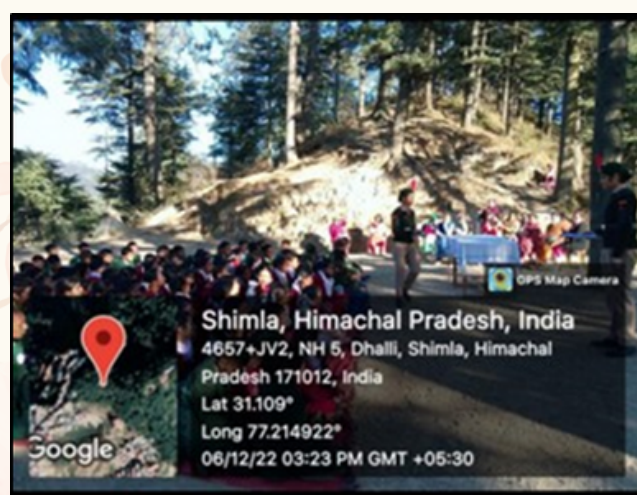 GPS Map Camera
Shimla, Himachal Pradesh, India
4657+JV2, NH 5, Dhalli, Shimla, Himachal
Pradesh 171012, India
Lat 31.109°
Long 77.214922°
06/12/22 03:23 PM GMT +05:30
Google